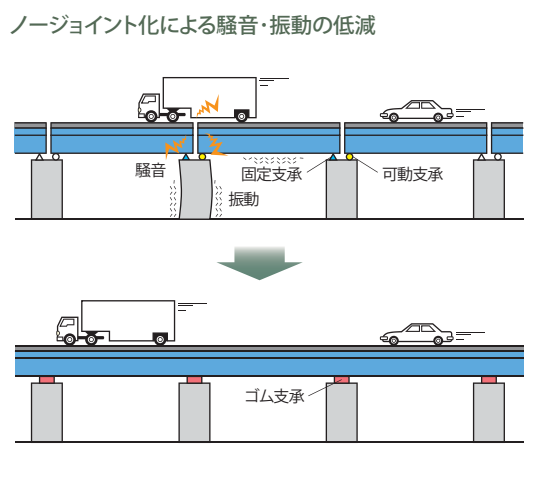 ノージョイント化による騒音･振動の低減
騒音
固定支承
可動支承
振動
ゴム支承